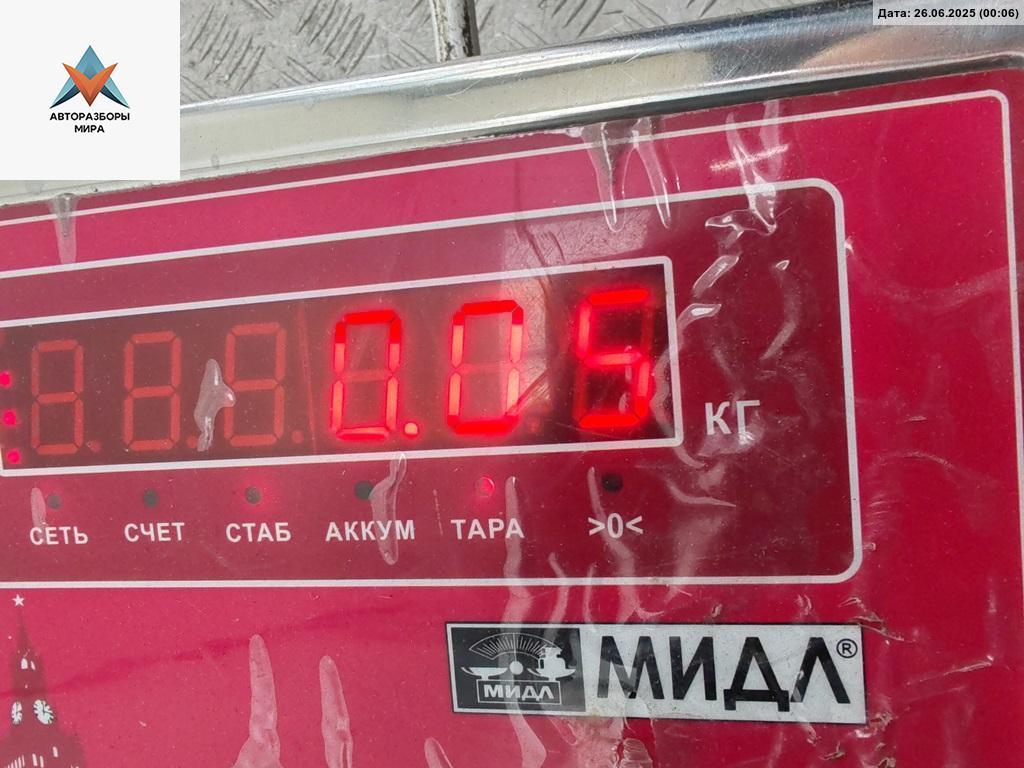 Дата: 26.06.2025 (00:06)
АВТОРАЗБОРЫ
МИРА
0.05
КГ
СЕТЬ СЧЕТ СТАБ АККУМ ТАРА >0<
МИДЛ МИДЛ®